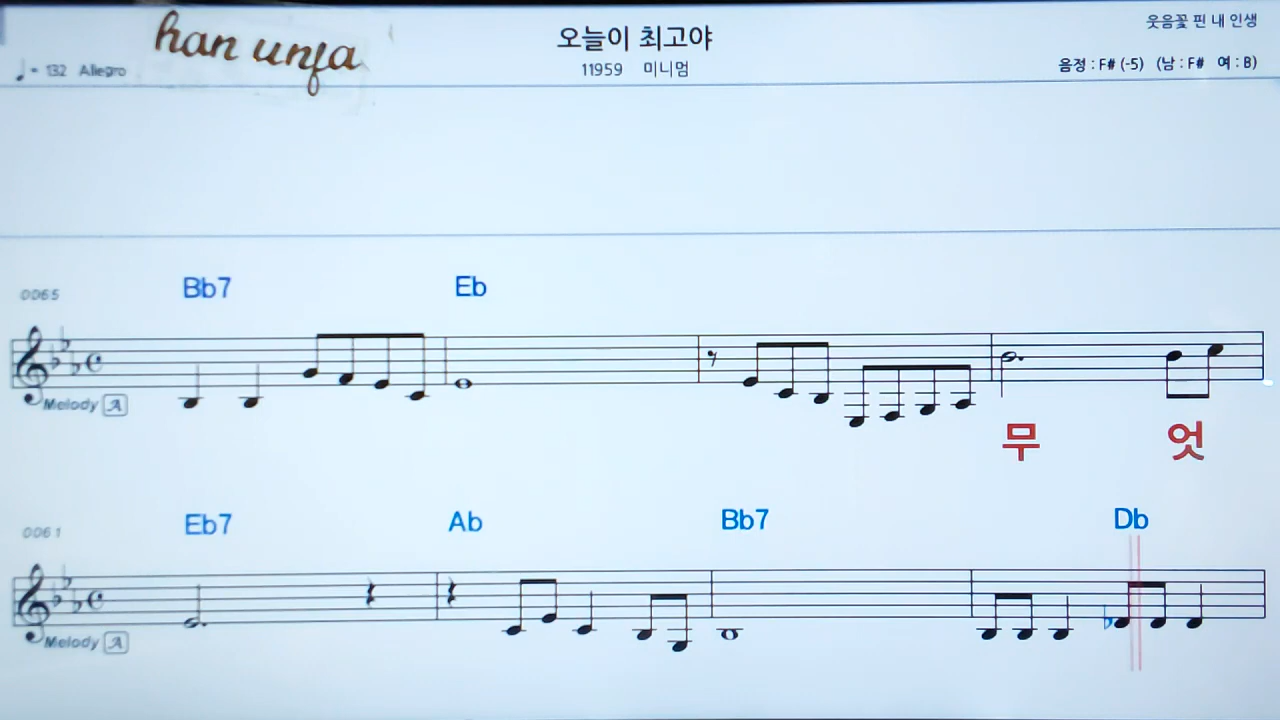 han unja
오늘이 최고야
웃음꽃 핀 내 인생
♩= 132 Allegro
11959 미니멈
음정 : F# (-5) (남 : F# 여 : B)
0065
Bb7 Eb
Melody A
무 엇
0061
Eb7 Ab Bb7 Db
Melody A